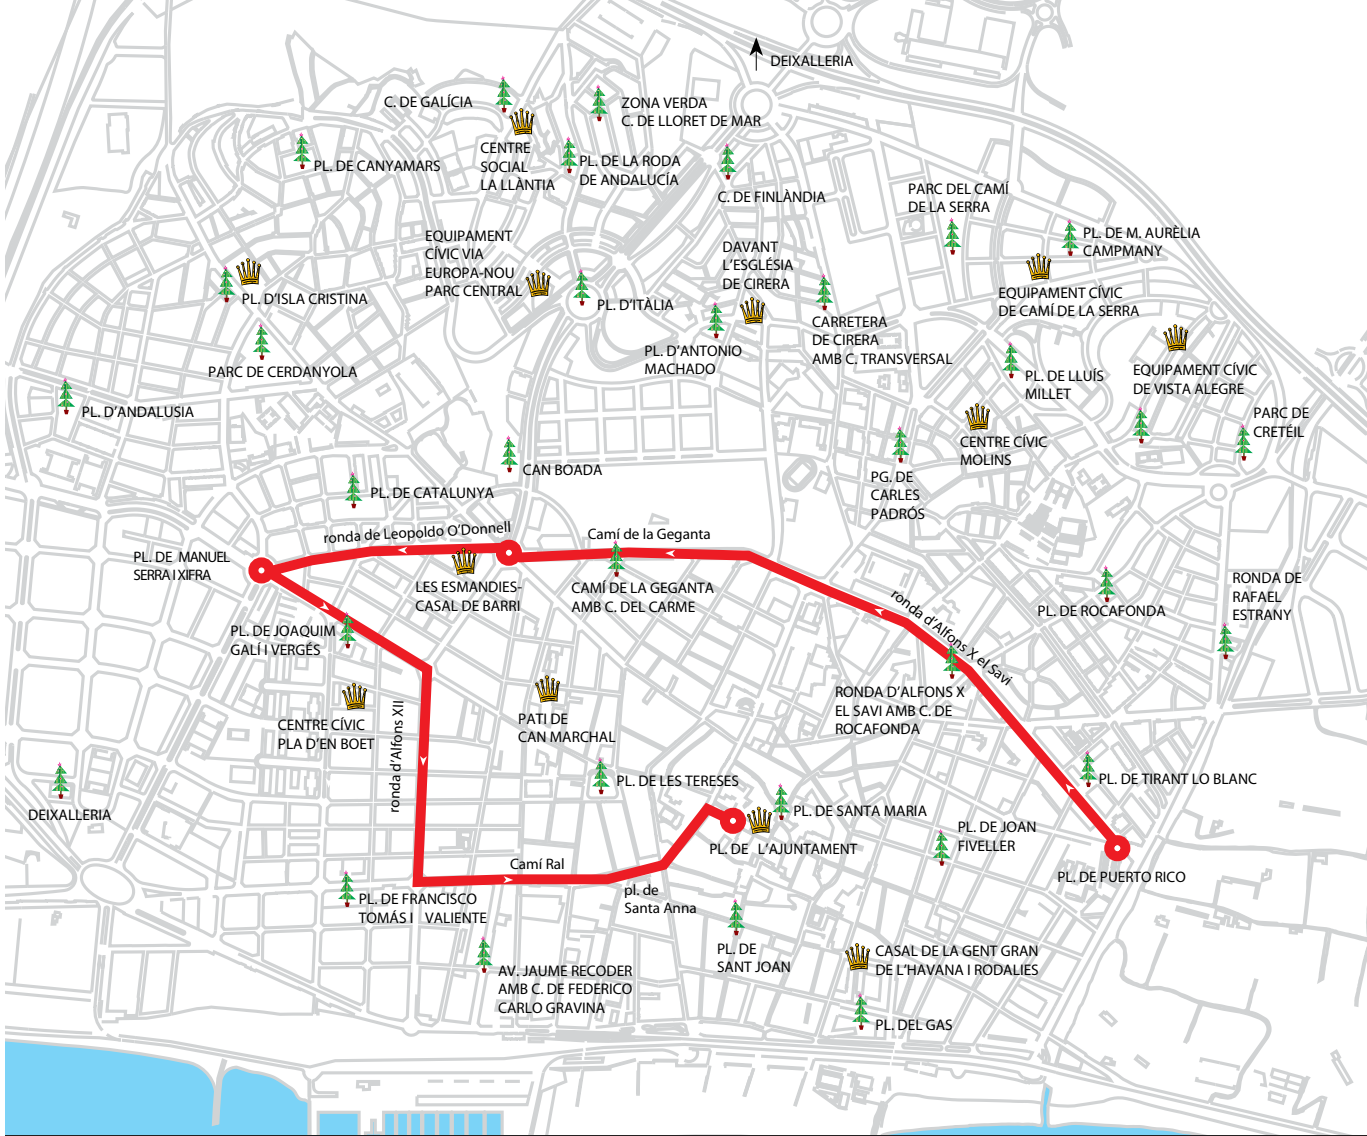 DEIXALLERIA
C. DE GALÍCIA
ZONA VERDA
C. DE LLORET DE MAR
CENTRE
SOCIAL
LA LLÀNTIA
PL. DE LA RODA
DE ANDALUCÍA
PL. DE CANYAMARS
C. DE FINLÀNDIA
PARC DEL CAMÍ
DE LA SERRA
PL. DE M. AURÈLIA
CAMPMANY
EQUIPAMENT
CÍVIC VIA
EUROPA-NOU
PARC CENTRAL
DAVANT
L'ESGLÉSIA
DE CIRERA
PL. D'ISLA CRISTINA
PL. D'ITÀLIA
EQUIPAMENT CÍVIC
DE CAMÍ DE LA SERRA
CARRETERA
DE CIRERA
AMB C. TRANSVERSAL
PL. D'ANTONIO
MACHADO
PARC DE CERDANYOLA
PL. DE LLUÍS
MILLET
EQUIPAMENT CÍVIC
DE VISTA ALEGRE
PL. D'ANDALUSIA
PARC DE
CRETÉIL
CENTRE CÍVIC
MOLINS
CAN BOADA
PG. DE
CARLES
PADRÓS
PL. DE CATALUNYA
ronda de Leopoldo O'Donnell
Camí de la Geganta
PL. DE MANUEL
SERRA I XIFRA
LES ESMANDIES-
CASAL DE BARRI
CAMÍ DE LA GEGANTA
AMB C. DEL CARME
ronda d'Alfons X el Savi
PL. DE ROCAFONDA
RONDA DE
RAFAEL
ESTRANY
PL. DE JOAQUIM
GALÍ I VERGÉS
RONDA D'ALFONS X
EL SAVI AMB C. DE
ROCAFONDA
CENTRE CÍVIC
PLA D'EN BOET
ronda d'Alfons XII
PATI DE
CAN MARCHAL
PL. DE LES TERESES
PL. DE TIRANT LO BLANC
DEIXALLERIA
PL. DE SANTA MARIA
PL. DE L'AJUNTAMENT
PL. DE JOAN
FIVELLER
PL. DE PUERTO RICO
Camí Ral
pl. de
Santa Anna
PL. DE FRANCISCO
TOMÁS I VALIENTE
PL. DE
SANT JOAN
CASAL DE LA GENT GRAN
DE L'HAVANA I RODALIES
AV. JAUME RECODER
AMB C. DE FEDERICO
CARLO GRAVINA
PL. DEL GAS